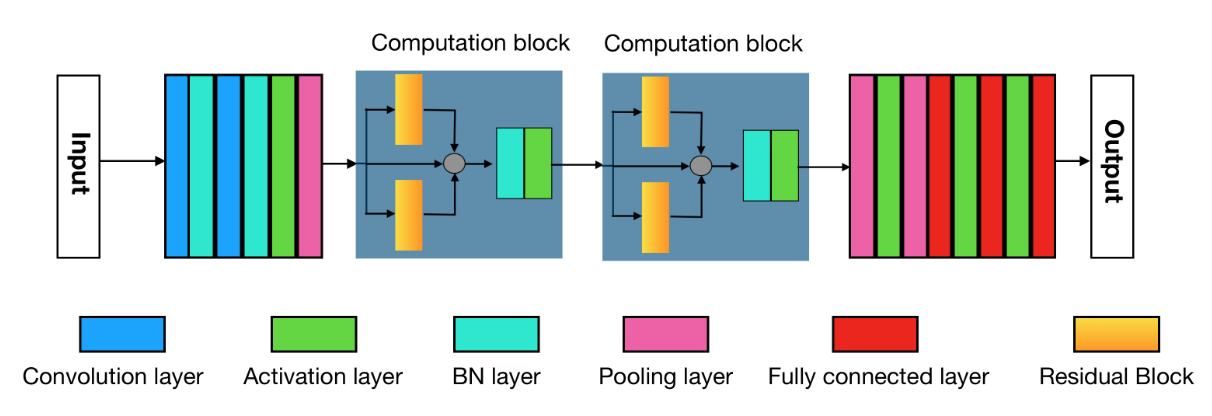 Computation block
Computation block
Input
Output
Convolution layer
Activation layer
BN layer
Pooling layer
Fully connected layer
Residual Block